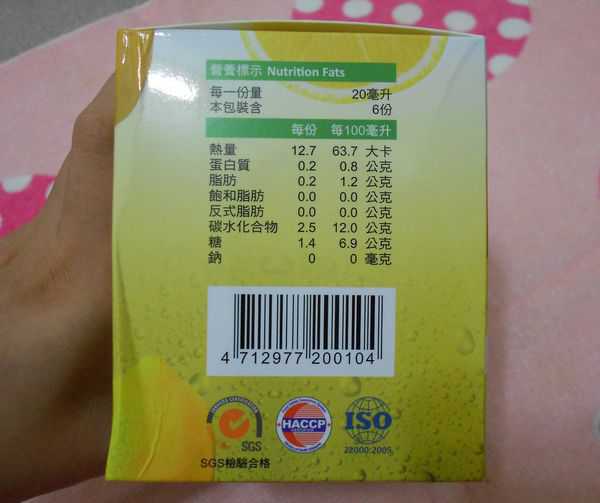 營養標示 Nutrition Fats
每一份量 20毫升
本包裝含 6份
每份 每100毫升
熱量 12.7 63.7 大卡
蛋白質 0.2 0.8 公克
脂肪 0.2 1.2 公克
飽和脂肪 0.0 0.0 公克
反式脂肪 0.0 0.0 公克
碳水化合物 2.5 12.0 公克
糖 1.4 6.9 公克
鈉 0 0 毫克
4 712977 200104
SGS
SGS檢驗合格
HACCP
ISO
22000:2005